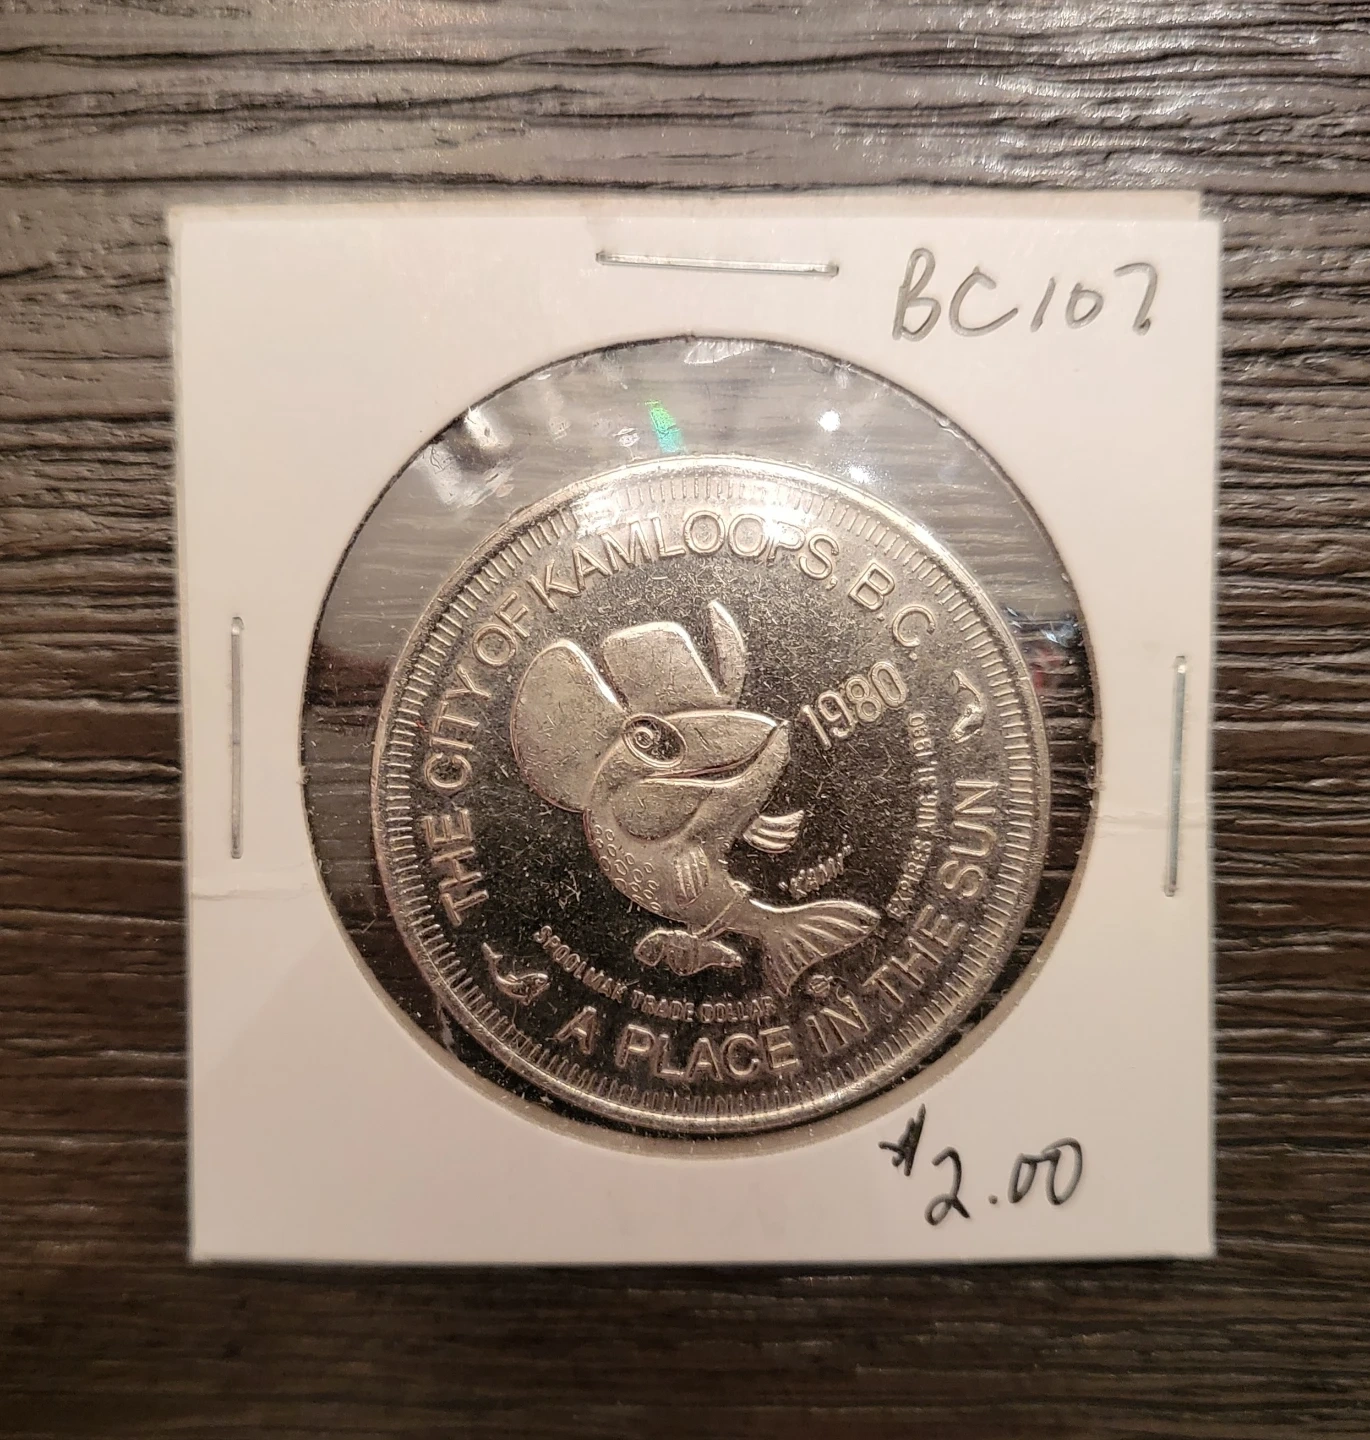 BC107
THE CITY OF KAMLOOPS, B.C.
1980
EXPIRES AUG. 31, 1980
"KAMI"
SPOOLMAK TRADE DOLLAR
A PLACE IN THE SUN
$2.00